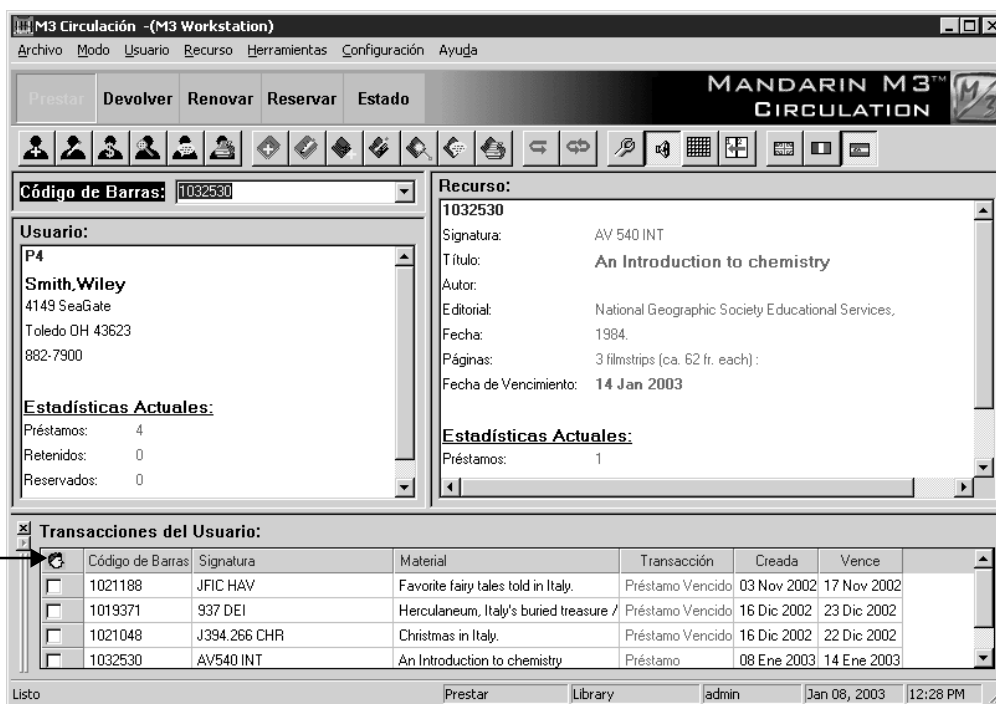 M3 Circulación -(M3 Workstation)
Archivo Modo Usuario Recurso Herramientas Configuración Ayuda
Prestar Devolver Renovar Reservar Estado
MANDARIN M3™
CIRCULATION
Código de Barras: 1032530
Usuario:
P4
Smith,Wiley
4149 SeaGate
Toledo OH 43623
882-7900
Estadísticas Actuales:
Préstamos: 4
Retenidos: 0
Reservados: 0
Recurso:
1032530
Signatura: AV 540 INT
Título: An Introduction to chemistry
Autor:
Editorial: National Geographic Society Educational Services,
Fecha: 1984.
Páginas: 3 filmstrips (ca. 62 fr. each) :
Fecha de Vencimiento: 14 Jan 2003
Estadísticas Actuales:
Préstamos: 1
Transacciones del Usuario:
Código de Barras Signatura Material Transacción Creada Vence
1021188 JFIC HAV Favorite fairy tales told in Italy. Préstamo Vencido 03 Nov 2002 17 Nov 2002
1019371 937 DEI Herculaneum, Italy's buried treasure / Préstamo Vencido 16 Dic 2002 23 Dic 2002
1021048 J394.266 CHR Christmas in Italy. Préstamo Vencido 16 Dic 2002 22 Dic 2002
1032530 AV540 INT An Introduction to chemistry Préstamo 08 Ene 2003 14 Ene 2003
Listo Prestar Library admin Jan 08, 2003 12:28 PM